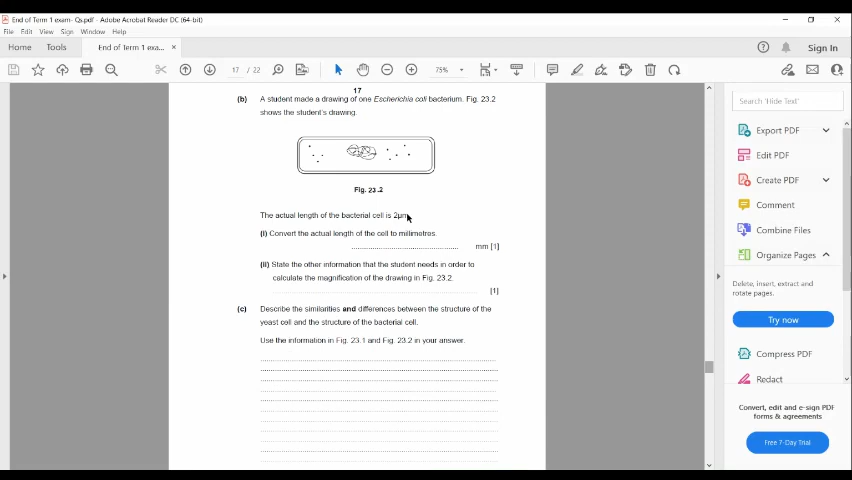 End of Term 1 exam- Qs.pdf - Adobe Acrobat Reader DC (64-bit)
File Edit View Sign Window Help
Home Tools End of Term 1 exa... × Sign In
17 / 22 75%
17
(b) A student made a drawing of one Escherichia coli bacterium. Fig. 23.2
shows the student's drawing.
Fig. 23.2
The actual length of the bacterial cell is 2µm
(i) Convert the actual length of the cell to millimetres.
mm [1]
(ii) State the other information that the student needs in order to
calculate the magnification of the drawing in Fig. 23.2.
[1]
(c) Describe the similarities and differences between the structure of the
yeast cell and the structure of the bacterial cell.
Use the information in Fig. 23.1 and Fig. 23.2 in your answer.
Search 'Hide Text'
Export PDF
Edit PDF
Create PDF
Comment
Combine Files
Organize Pages
Delete, insert, extract and
rotate pages.
Try now
Compress PDF
Redact
Convert, edit and e-sign PDF
forms & agreements
Free 7-Day Trial